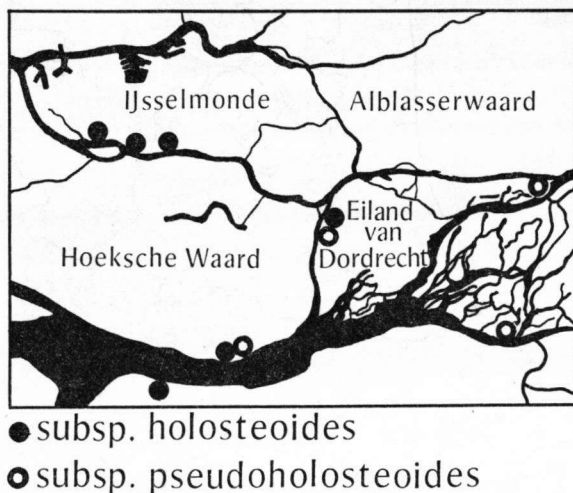 IJsselmonde
Alblasserwaard
Eiland
van
Dordrecht
Hoeksche Waard
subsp. holosteoides
subsp. pseudoholosteoides